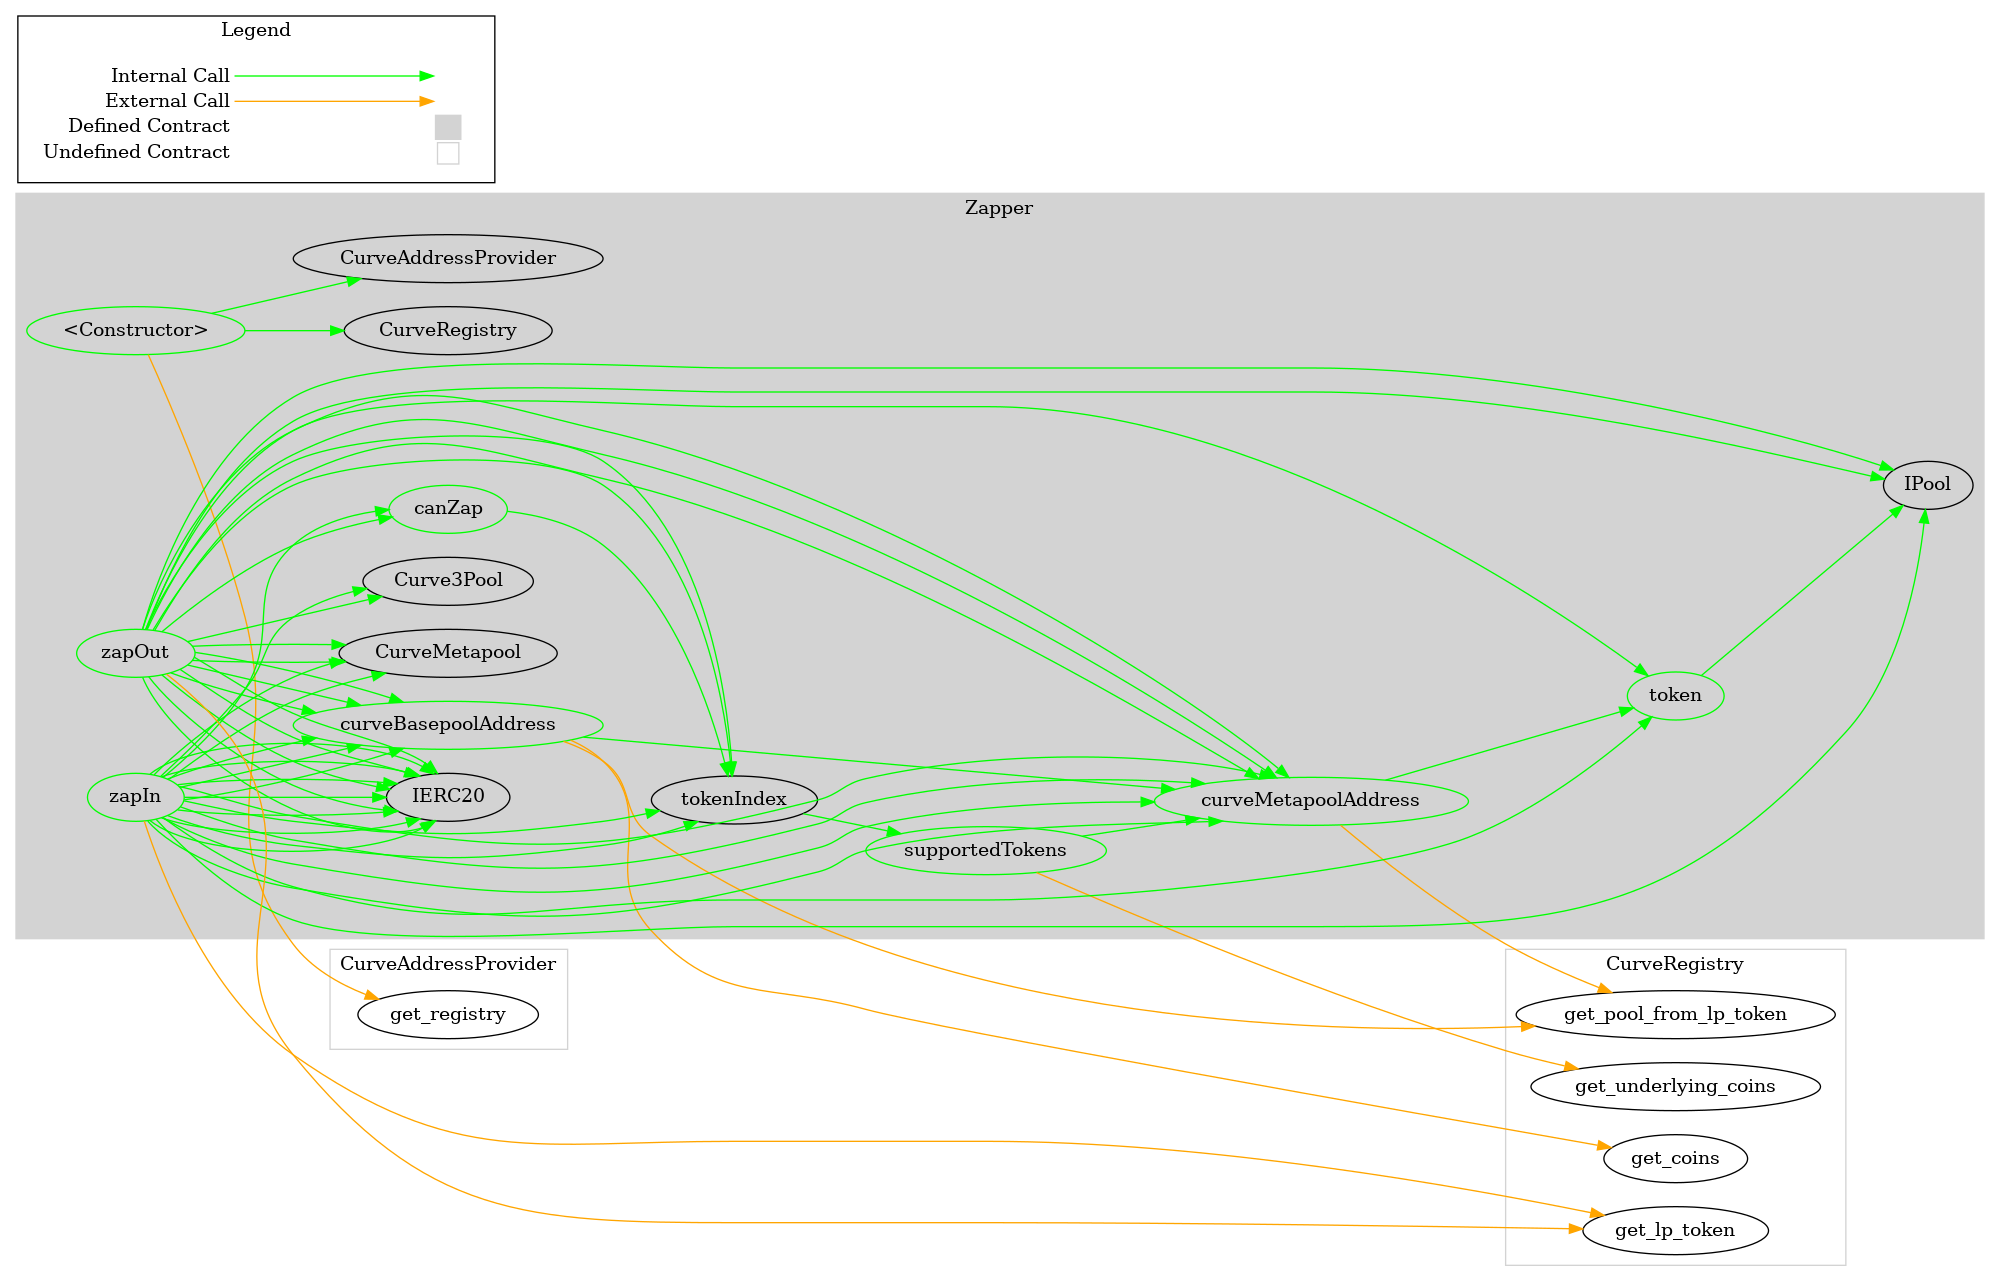 Legend
Internal Call
External Call
Defined Contract
Undefined Contract
Zapper
CurveAddressProvider
<Constructor>
CurveRegistry
IPool
canZap
Curve3Pool
zapOut
CurveMetapool
token
curveBasepoolAddress
zapIn
IERC20
tokenIndex
curveMetapoolAddress
supportedTokens
CurveAddressProvider
get_registry
CurveRegistry
get_pool_from_lp_token
get_underlying_coins
get_coins
get_lp_token